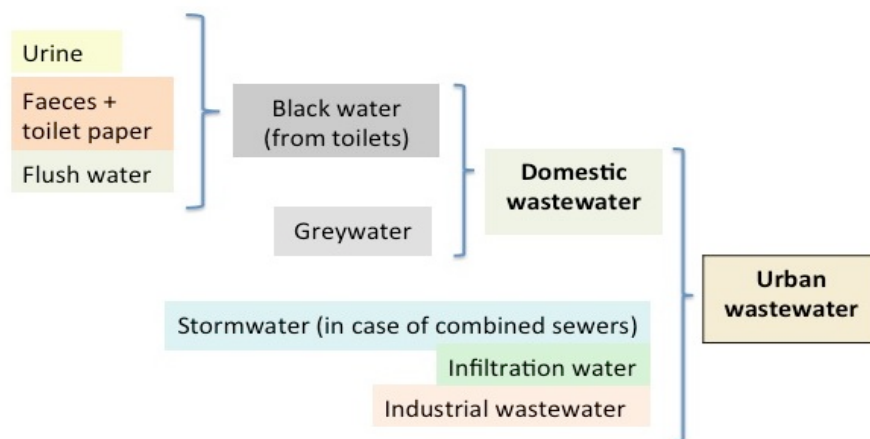 Urine
Faeces +
toilet paper
Flush water
Black water
(from toilets)
Greywater
Domestic
wastewater
Stormwater (in case of combined sewers)
Infiltration water
Industrial wastewater
Urban
wastewater